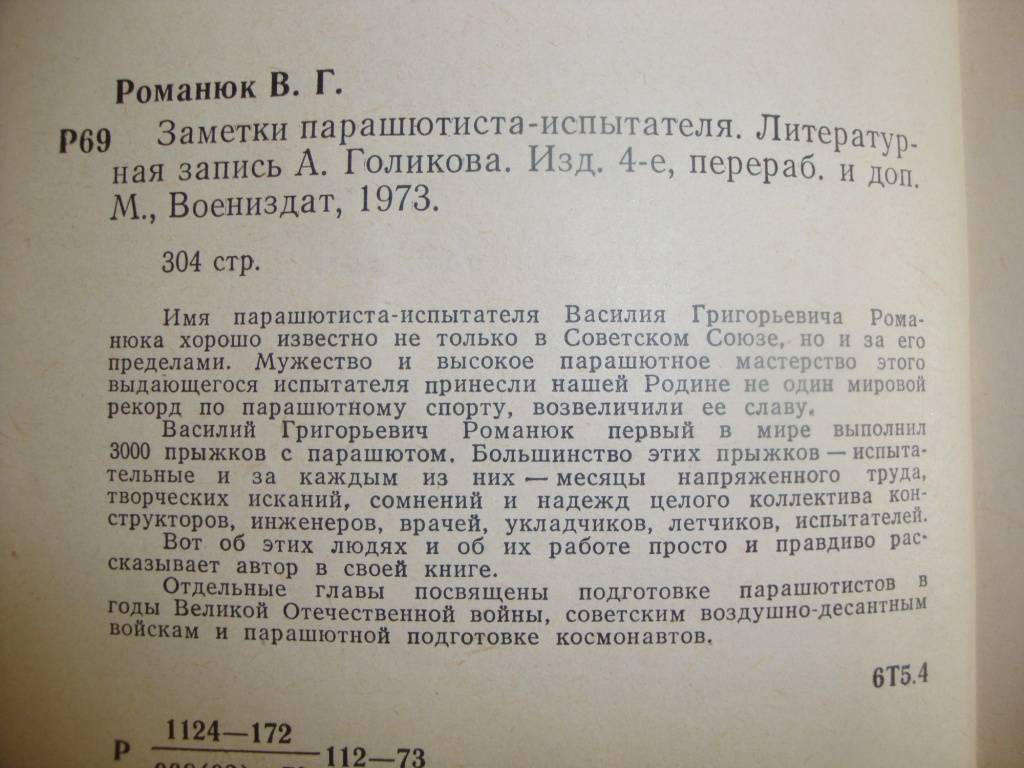 Романюк В. Г.
Р69 Заметки парашютиста-испытателя. Литератур-
ная запись А. Голикова. Изд. 4-е, перераб. и доп.
М., Воениздат, 1973.
304 стр.
Имя парашютиста-испытателя Василия Григорьевича Рома-
нюка хорошо известно не только в Советском Союзе, но и за его
пределами. Мужество и высокое парашютное мастерство этого
выдающегося испытателя принесли нашей Родине не один мировой
рекорд по парашютному спорту, возвеличили ее славу.
Василий Григорьевич Романюк первый в мире выполнил
3000 прыжков с парашютом. Большинство этих прыжков — испыта-
тельные и за каждым из них — месяцы напряженного труда,
творческих исканий, сомнений и надежд целого коллектива кон-
структоров, инженеров, врачей, укладчиков, летчиков, испытателей.
Вот об этих людях и об их работе просто и правдиво рас-
сказывает автор в своей книге.
Отдельные главы посвящены подготовке парашютистов в
годы Великой Отечественной войны, советским воздушно-десантным
войскам и парашютной подготовке космонавтов.
6Т5.4
1124—172
Р 112—73